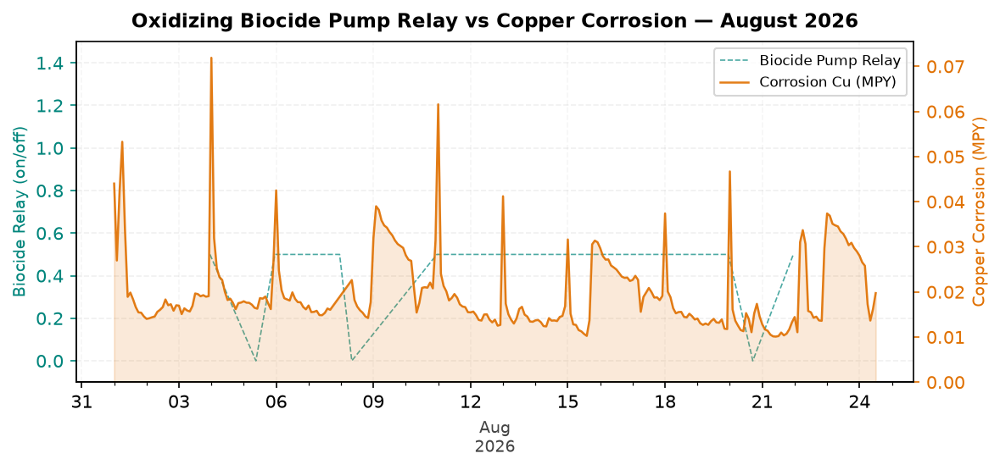 Oxidizing Biocide Pump Relay vs Copper Corrosion — August 2026
Biocide Pump Relay
Corrosion Cu (MPY)
Biocide Relay (on/off)
1.4
1.2
1.0
0.8
0.6
0.4
0.2
0.0
Copper Corrosion (MPY)
0.07
0.06
0.05
0.04
0.03
0.02
0.01
0.00
31 03 06 09 12 15 18 21 24
Aug
2026